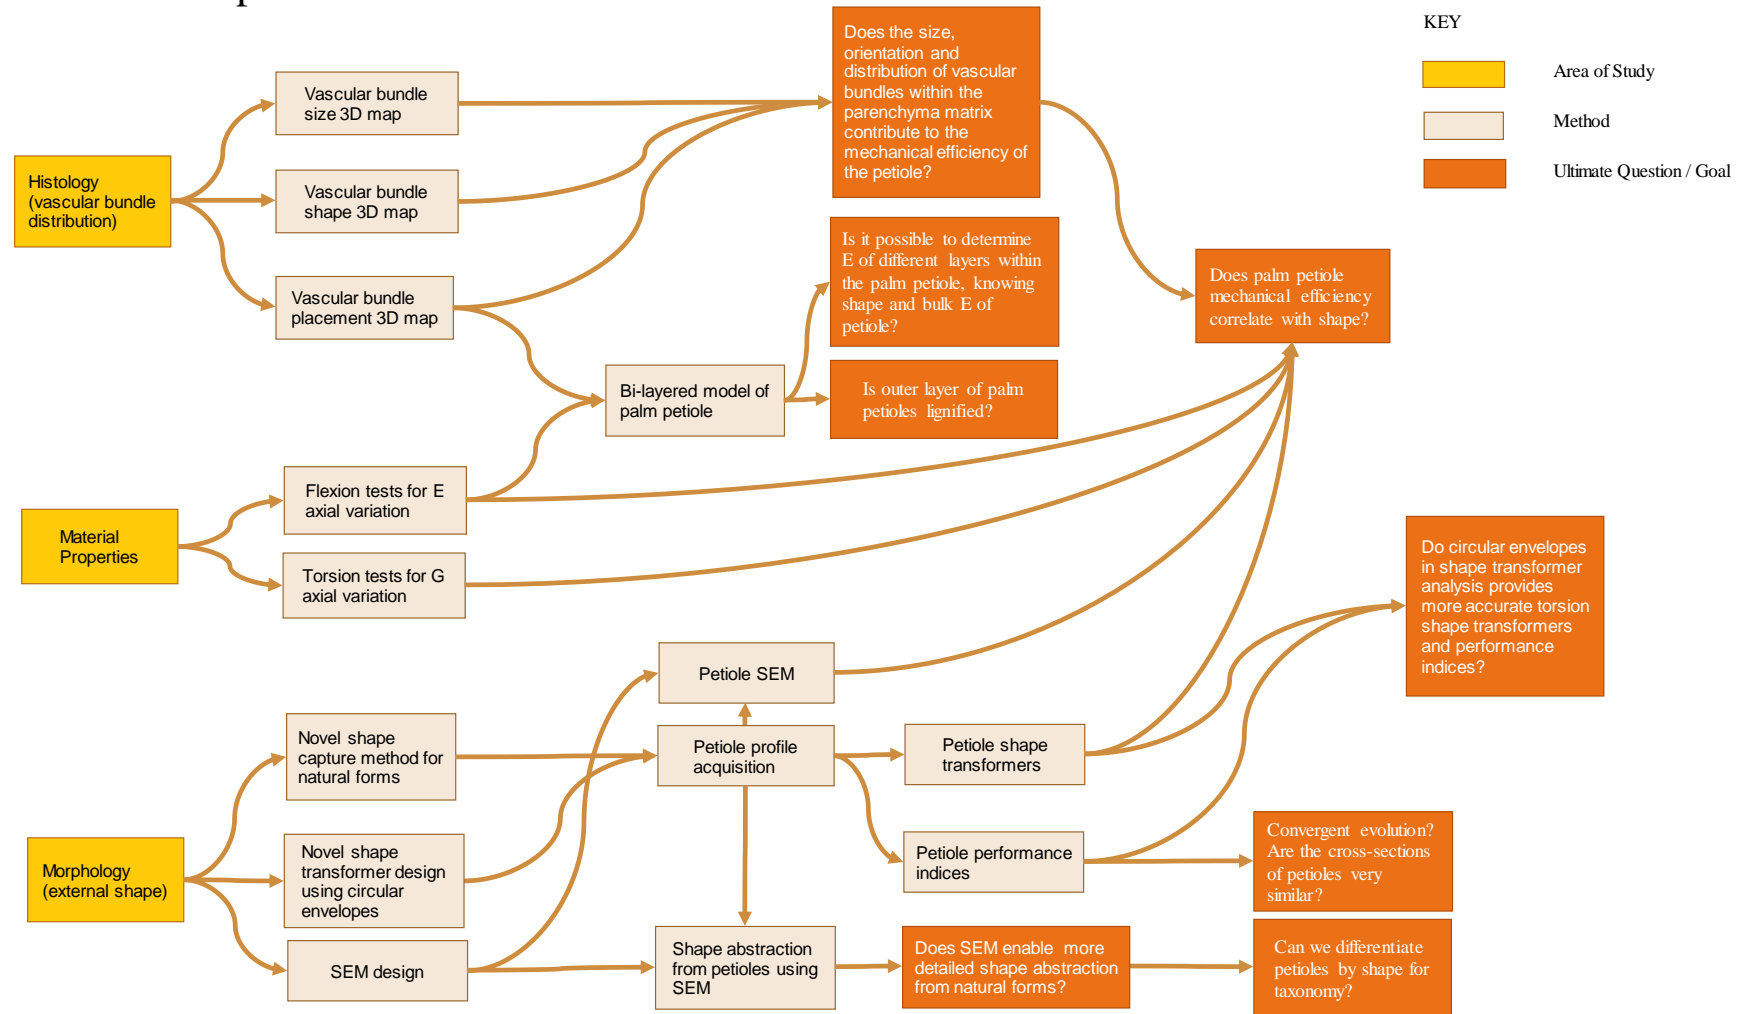 Does the size,
orientation and
distribution of vascular
bundles within the
parenchyma matrix
contribute to the
mechanical efficiency of
the petiole?
KEY
Area of Study
Method
Ultimate Question / Goal
Vascular bundle
size 3D map
Histology
(vascular bundle
distribution)
Vascular bundle
shape 3D map
Vascular bundle
placement 3D map
Is it possible to determine
E of different layers within
the palm petiole, knowing
shape and bulk E of
petiole?
Does palm petiole
mechanical efficiency
correlate with shape?
Bi-layered model of
palm petiole
Is outer layer of palm
petioles lignified?
Flexion tests for E
axial variation
Material
Properties
Torsion tests for G
axial variation
Do circular envelopes
in shape transformer
analysis provides
more accurate torsion
shape transformers
and performance
indices?
Petiole SEM
Novel shape
capture method for
natural forms
Petiole profile
acquisition
Petiole shape
transformers
Morphology
(external shape)
Novel shape
transformer design
using circular
envelopes
Petiole performance
indices
Convergent evolution?
Are the cross-sections
of petioles very
similar?
SEM design
Shape abstraction
from petioles using
SEM
Does SEM enable more
detailed shape abstraction
from natural forms?
Can we differentiate
petioles by shape for
taxonomy?